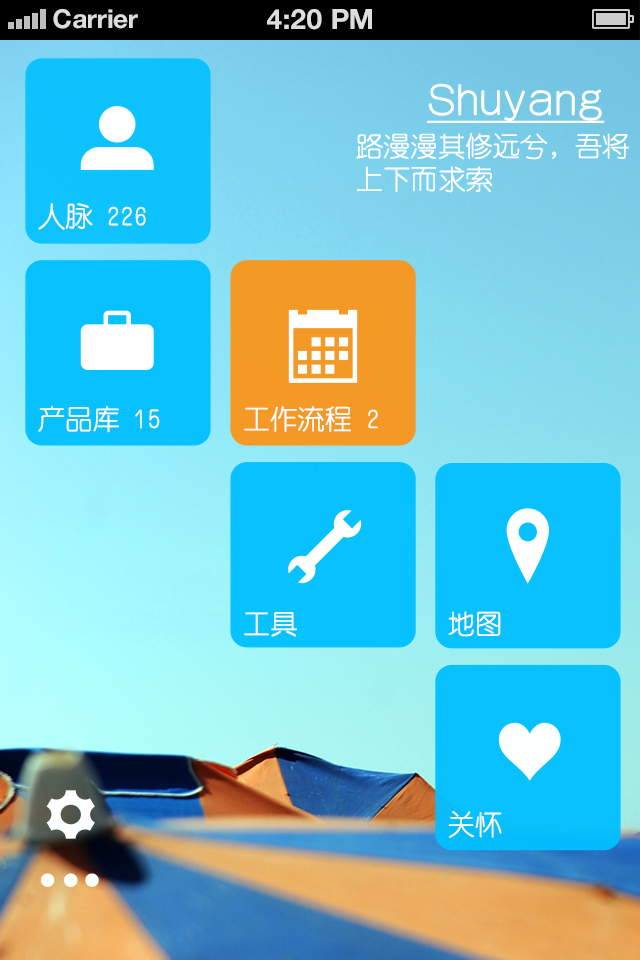 Carrier 4:20 PM
Shuyang
路漫漫其修远兮，吾将
上下而求索
人脉 226
产品库 15
工作流程 2
工具
地图
关怀